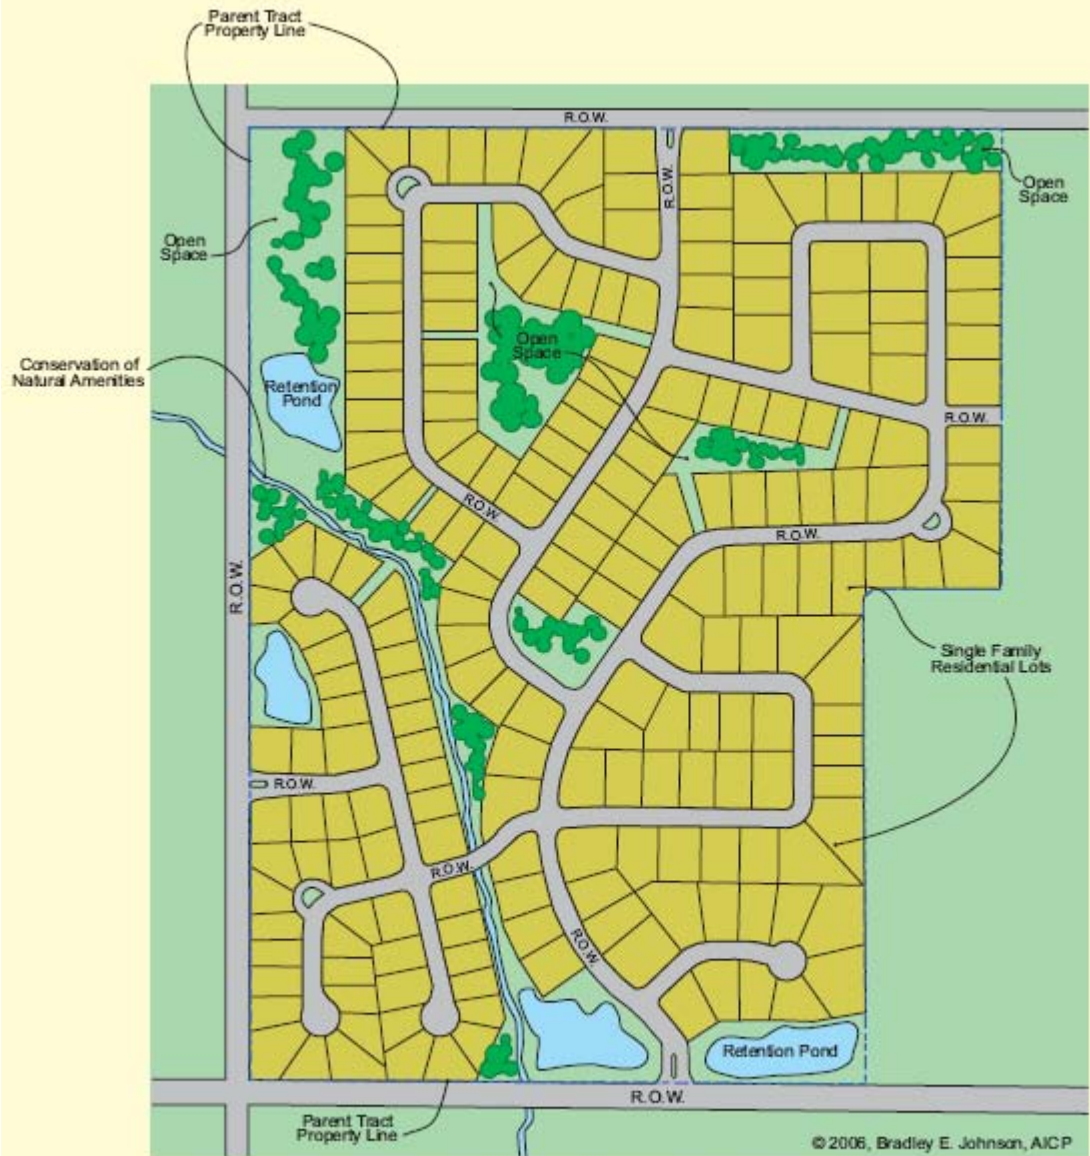 Parent Tract
Property Line
R.O.W.
R.O.W.
Open
Space
Open
Space
Open
Space
Conservation of
Natural Amenities
Retention
Pond
R.O.W.
R.O.W.
R.O.W.
R.O.W.
Single Family
Residential Lots
R.O.W.
R.O.W.
R.O.W.
Retention Pond
R.O.W.
Parent Tract
Property Line
© 2006, Bradley E. Johnson, AICP